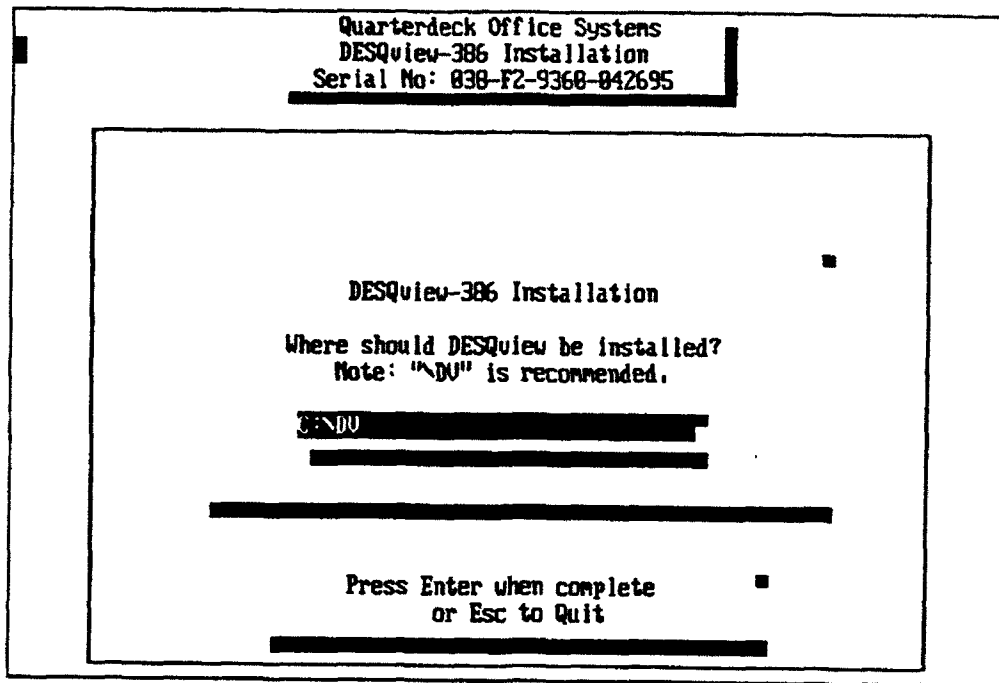 Quarterdeck Office Systems
DESQview-386 Installation
Serial No: 038-F2-9360-042695
DESQview-386 Installation
Where should DESQview be installed?
Note: "\DV" is recommended.
C:\DV
Press Enter when complete
or Esc to Quit